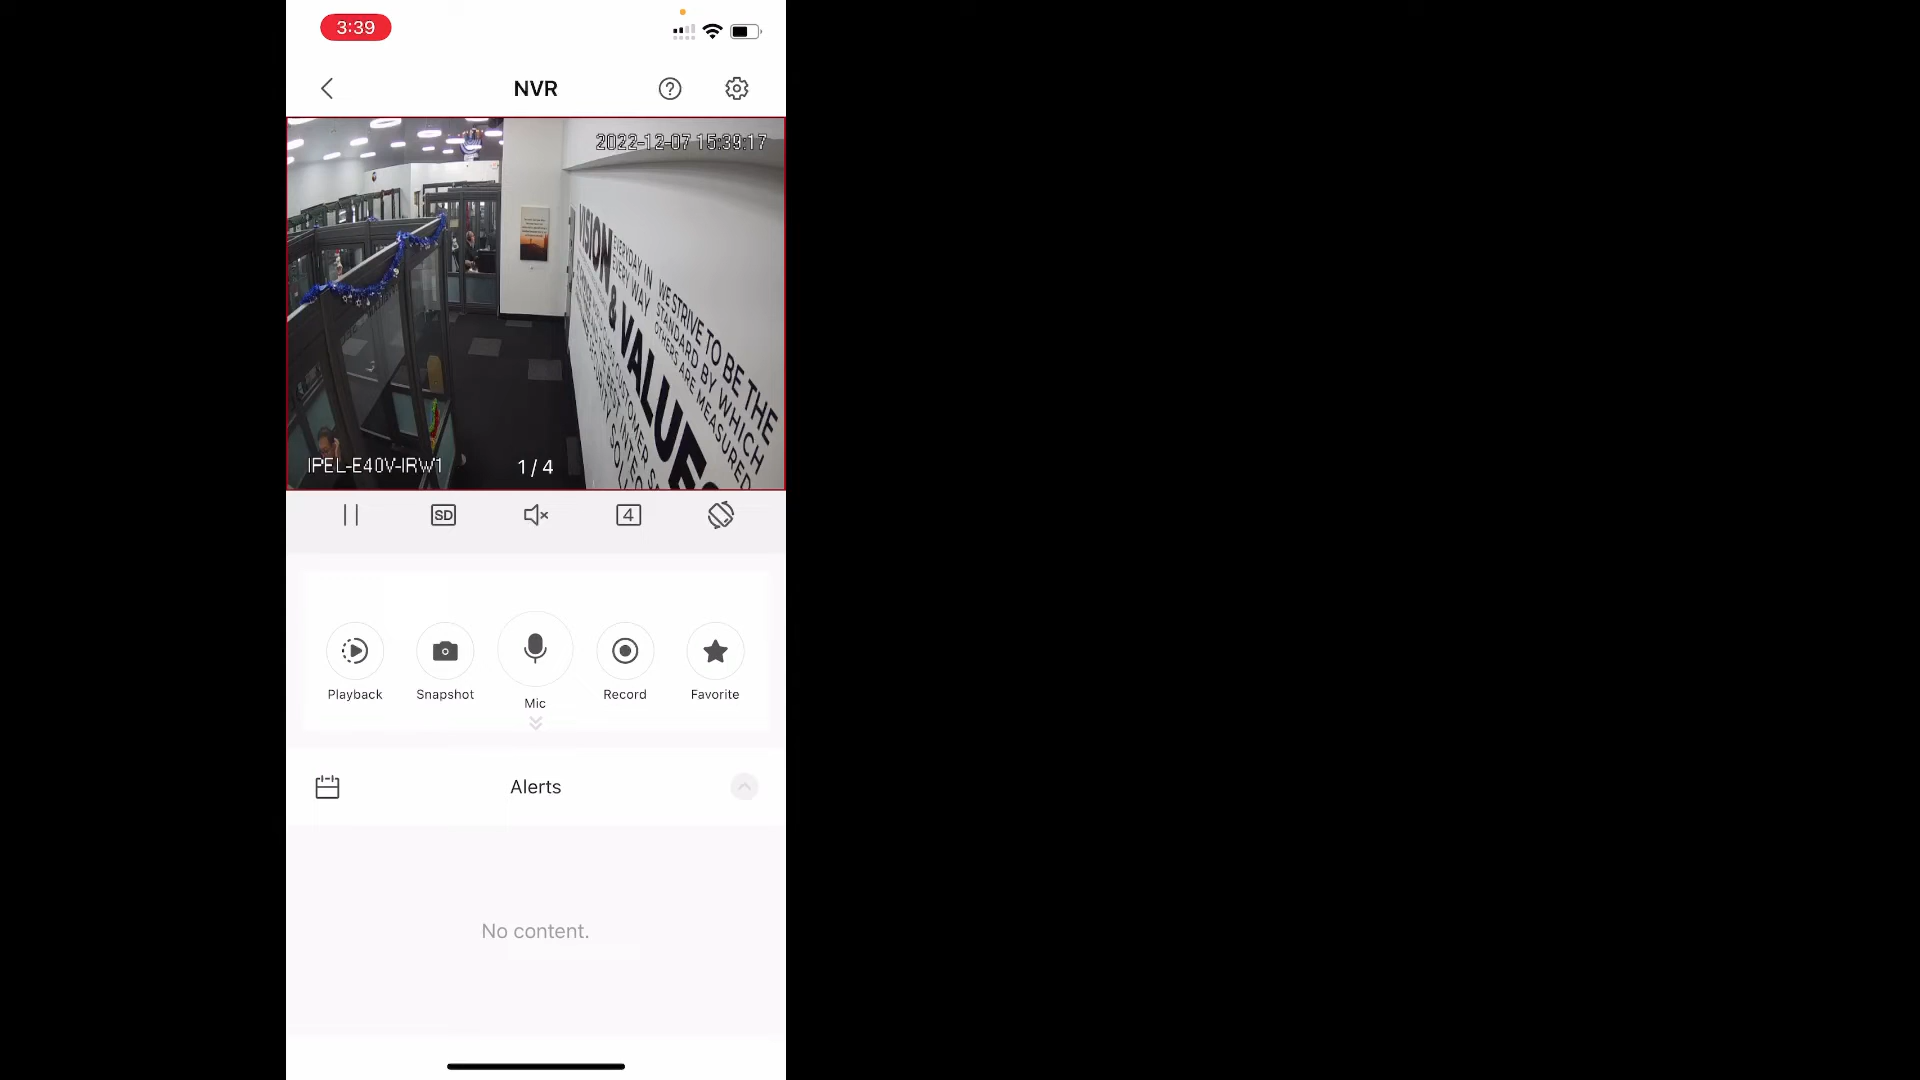 3:39
NVR
2022-12-07 15:39:17
VISION
& VALUES
EVERYDAY IN
EVERY WAY
WE STRIVE TO BE THE
STANDARD BY WHICH
OTHERS ARE MEASURED
IPEL-E40V-IRW1
1 / 4
SD
4
Playback
Snapshot
Mic
Record
Favorite
Alerts
No content.